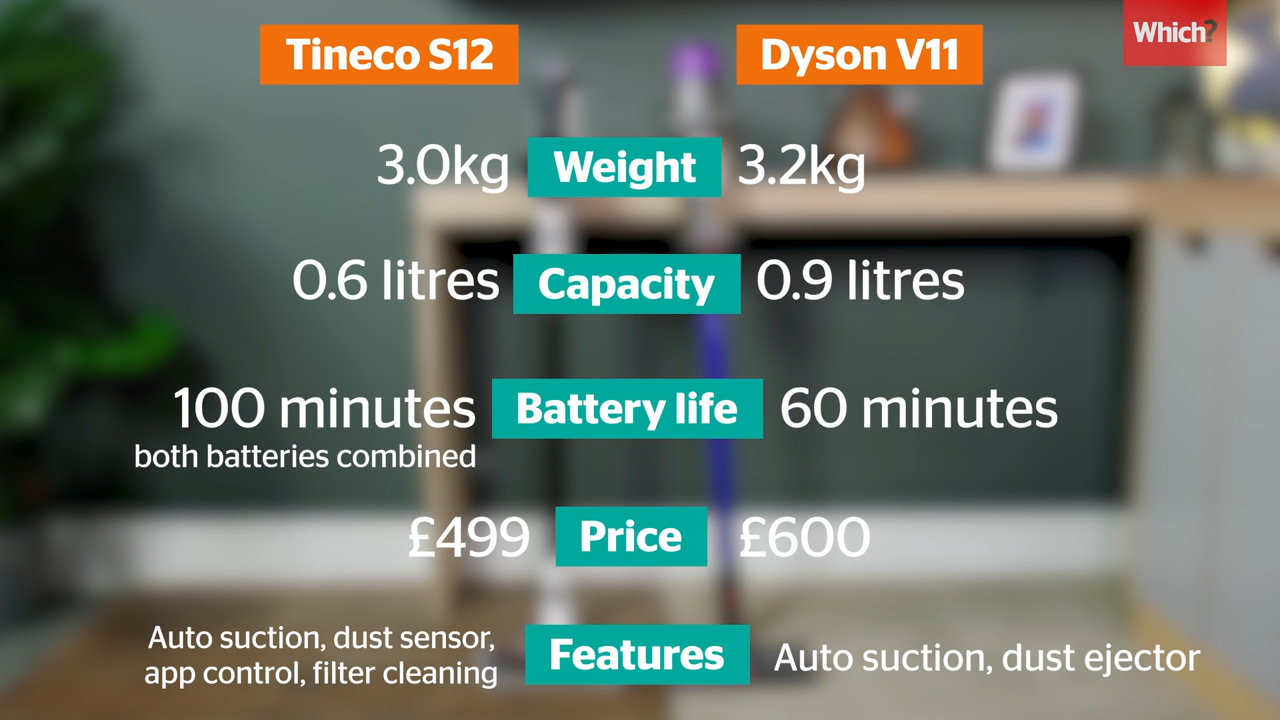 Tineco S12
Dyson V11
Which?
3.0kg Weight 3.2kg
0.6 litres Capacity 0.9 litres
100 minutes Battery life 60 minutes
both batteries combined
£499 Price £600
Auto suction, dust sensor,
app control, filter cleaning
Features
Auto suction, dust ejector